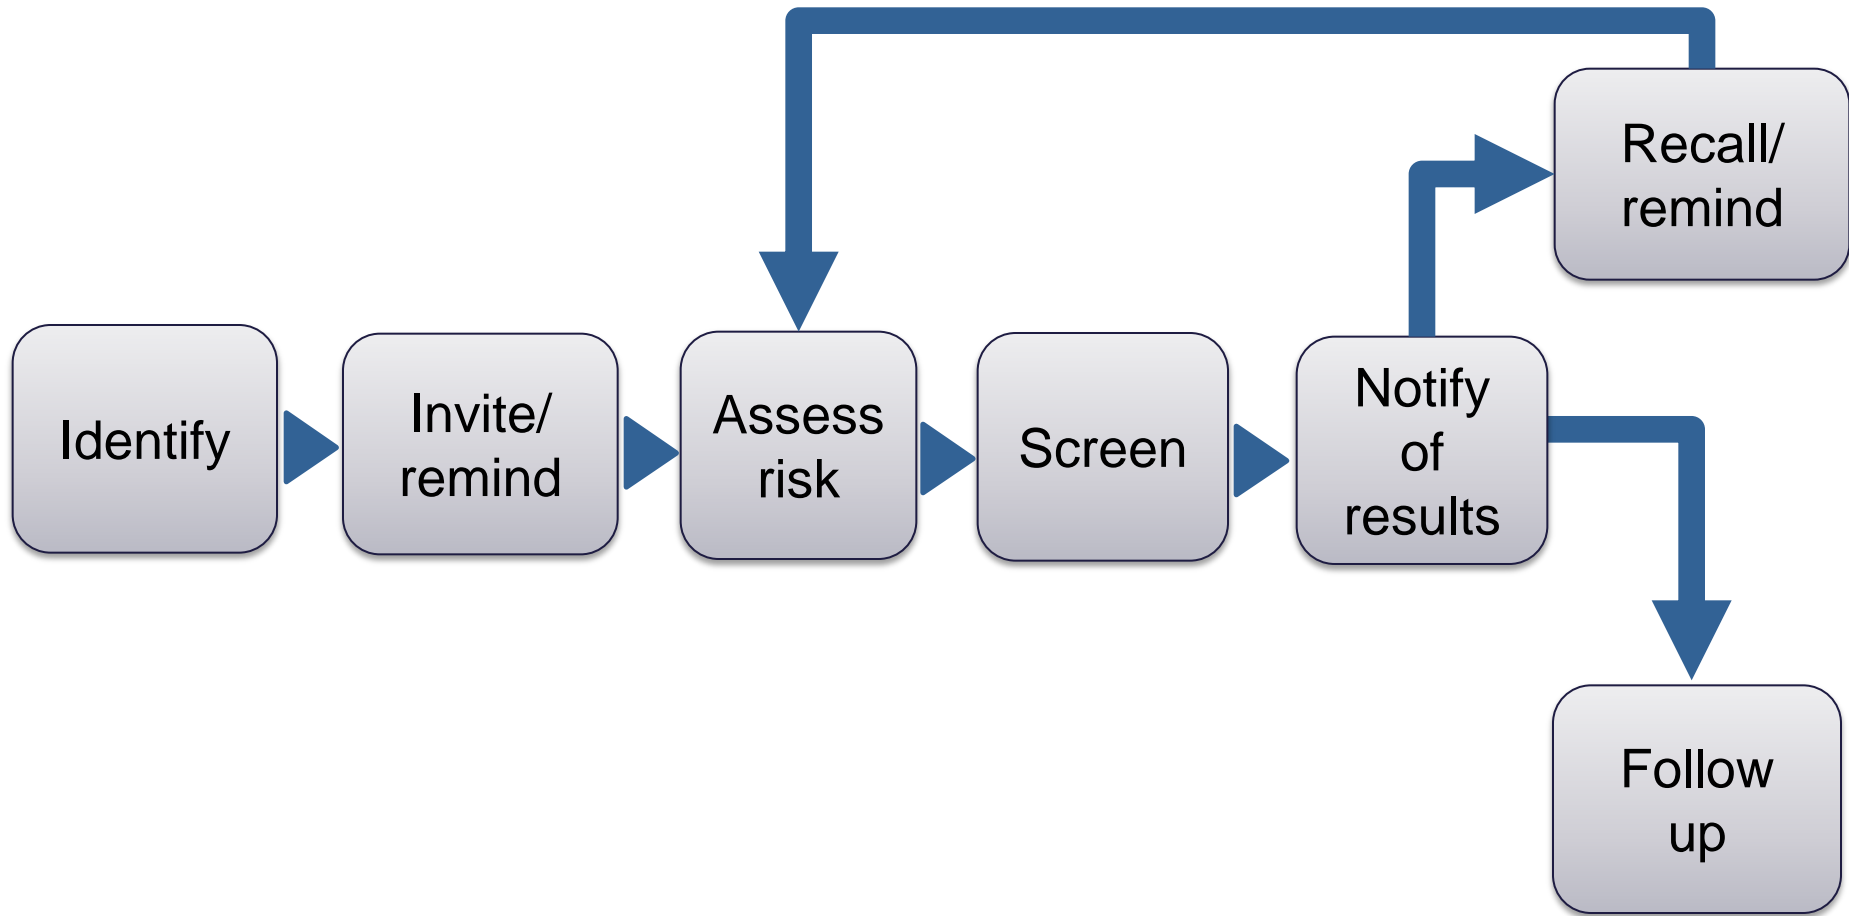 Recall/
remind
Identify
Invite/
remind
Assess
risk
Screen
Notify
of
results
Follow
up